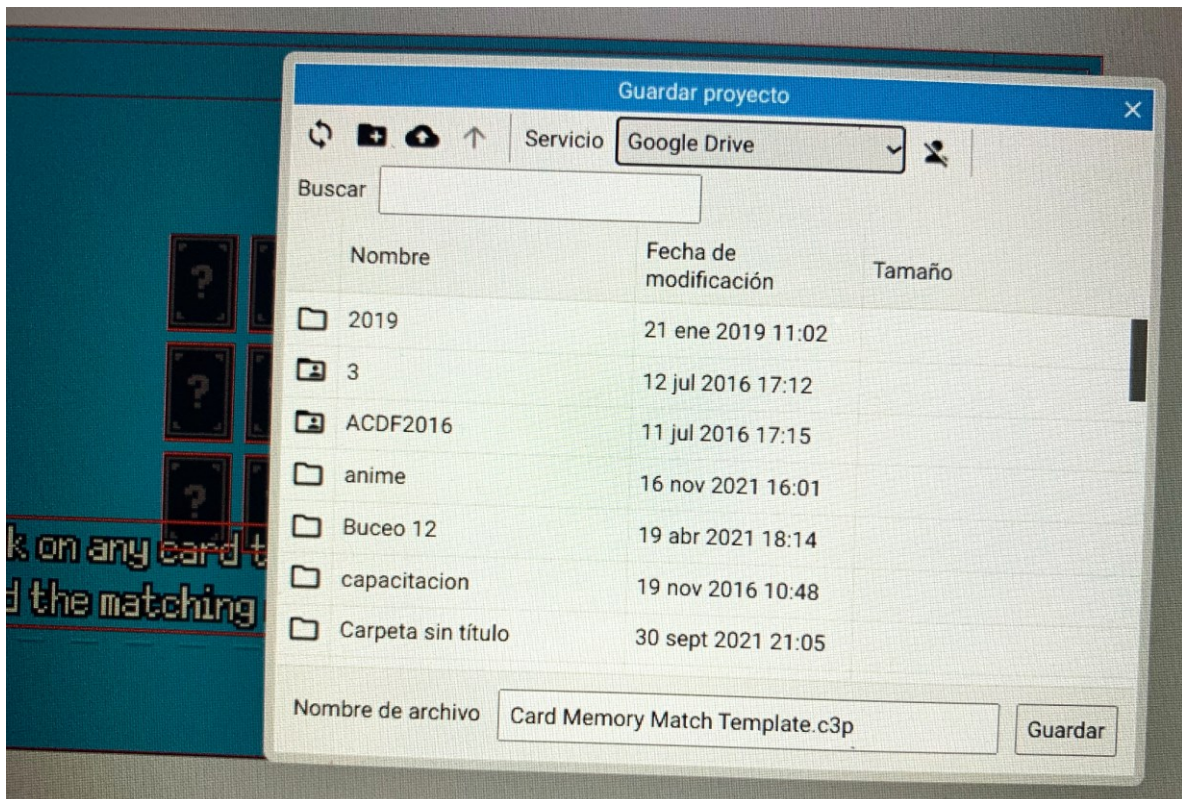 Guardar proyecto
Servicio Google Drive
Buscar
Nombre Fecha de modificación Tamaño
2019 21 ene 2019 11:02
3 12 jul 2016 17:12
ACDF2016 11 jul 2016 17:15
anime 16 nov 2021 16:01
Buceo 12 19 abr 2021 18:14
capacitacion 19 nov 2016 10:48
Carpeta sin título 30 sept 2021 21:05
Nombre de archivo Card Memory Match Template.c3p Guardar
? 
?
?
k on any card t
d the matching